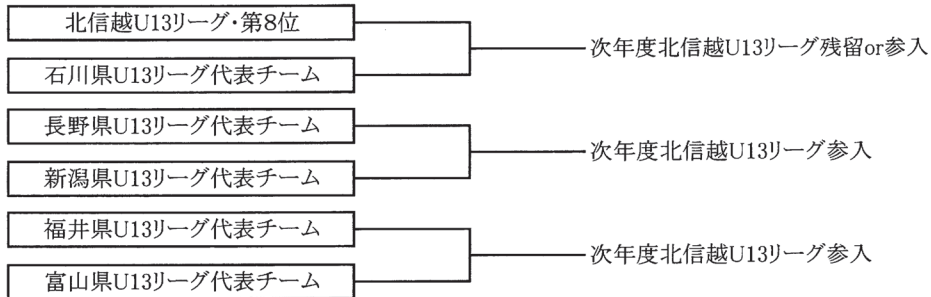 北信越U13リーグ・第8位
次年度北信越U13リーグ残留or参入
石川県U13リーグ代表チーム
長野県U13リーグ代表チーム
次年度北信越U13リーグ参入
新潟県U13リーグ代表チーム
福井県U13リーグ代表チーム
次年度北信越U13リーグ参入
富山県U13リーグ代表チーム